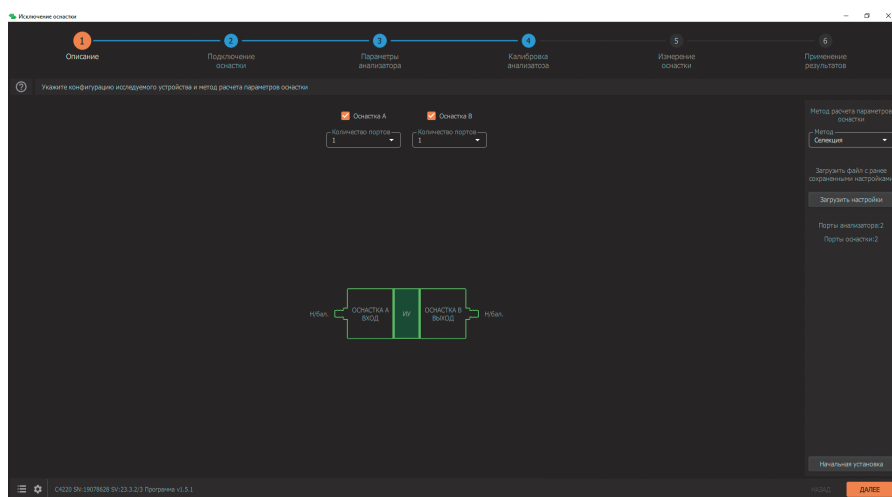 Исключение оснастки
1 2 3 4 5 6
Описание
Подключение
оснастки
Параметры
анализатора
Калибровка
анализатора
Измерение
оснастки
Применение
результатов
Укажите конфигурацию исследуемого устройства и метод расчета параметров оснастки
Оснастка A
Оснастка B
Количество портов
1
Количество портов
1
Н/бал.
ОСНАСТКА A
ВХОД
ИУ
ОСНАСТКА B
ВЫХОД
Н/бал.
Метод расчета параметров
оснастки
Метод
Селекция
Загрузить файл с ранее
сохраненными настройками
Загрузить настройки
Порты анализатора:2
Порты оснастки:2
Начальная установка
C4220 SN:19078628 SV:23.3.2/3 Программа v1.5.1
НАЗАД
ДАЛЕЕ